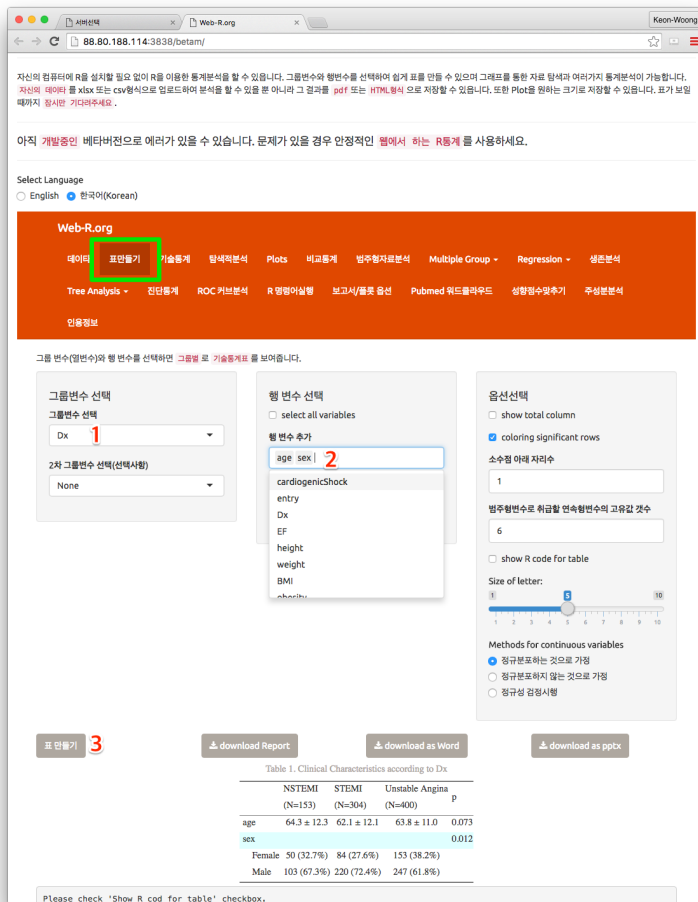 서버선택
Web-R.org
Keon-Woong
88.80.188.114:3838/betam/
자신의 컴퓨터에 R을 설치할 필요 없이 R을 이용한 통계분석을 할 수 있읍니다. 그룹변수와 행변수를 선택하여 쉽게 표를 만들 수 있으며 그래프를 통한 자료 탐색과 여러가지 통계분석이 가능합니다.
자신의 데이타 를 xlsx 또는 csv형식으로 업로드하여 분석을 할 수 있을 뿐 아니라 그 결과를 pdf 또는 HTML형식 으로 저장할 수 있읍니다. 또한 Plot을 원하는 크기로 저장할 수 있읍니다. 표가 보일
때까지 잠시만 기다려주세요 .
아직 개발중인 베타버전으로 에러가 있을 수 있습니다. 문제가 있을 경우 안정적인 웹에서 하는 R통계 를 사용하세요.
Select Language
English 한국어(Korean)
Web-R.org
데이타 표만들기 기술통계 탐색적분석 Plots 비교통계 범주형자료분석 Multiple Group Regression 생존분석
Tree Analysis 진단통계 ROC 커브분석 R 명령어실행 보고서/플롯 옵션 Pubmed 워드클라우드 성향점수맞추기 주성분분석
인용정보
그룹 변수(열변수)와 행 변수를 선택하면 그룹별 로 기술통계표 를 보여줍니다.
그룹변수 선택
그룹변수 선택
Dx 1
2차 그룹변수 선택(선택사항)
None
행 변수 선택
select all variables
행 변수 추가
age sex 2
cardiogenicShock
entry
Dx
EF
height
weight
BMI
obesity
옵션선택
show total column
coloring significant rows
소수점 아래 자리수
1
범주형변수로 취급할 연속형변수의 고유값 갯수
6
show R code for table
Size of letter:
1 5 10
1 2 3 4 5 6 7 8 9 10
Methods for continuous variables
정규분포하는 것으로 가정
정규분포하지 않는 것으로 가정
정규성 검정시행
표 만들기 3 download Report download as Word download as pptx
Table 1. Clinical Characteristics according to Dx
NSTEMI STEMI Unstable Angina p
(N=153) (N=304) (N=400)
age 64.3 ± 12.3 62.1 ± 12.1 63.8 ± 11.0 0.073
sex 0.012
Female 50 (32.7%) 84 (27.6%) 153 (38.2%)
Male 103 (67.3%) 220 (72.4%) 247 (61.8%)
Please check 'Show R cod for table' checkbox.